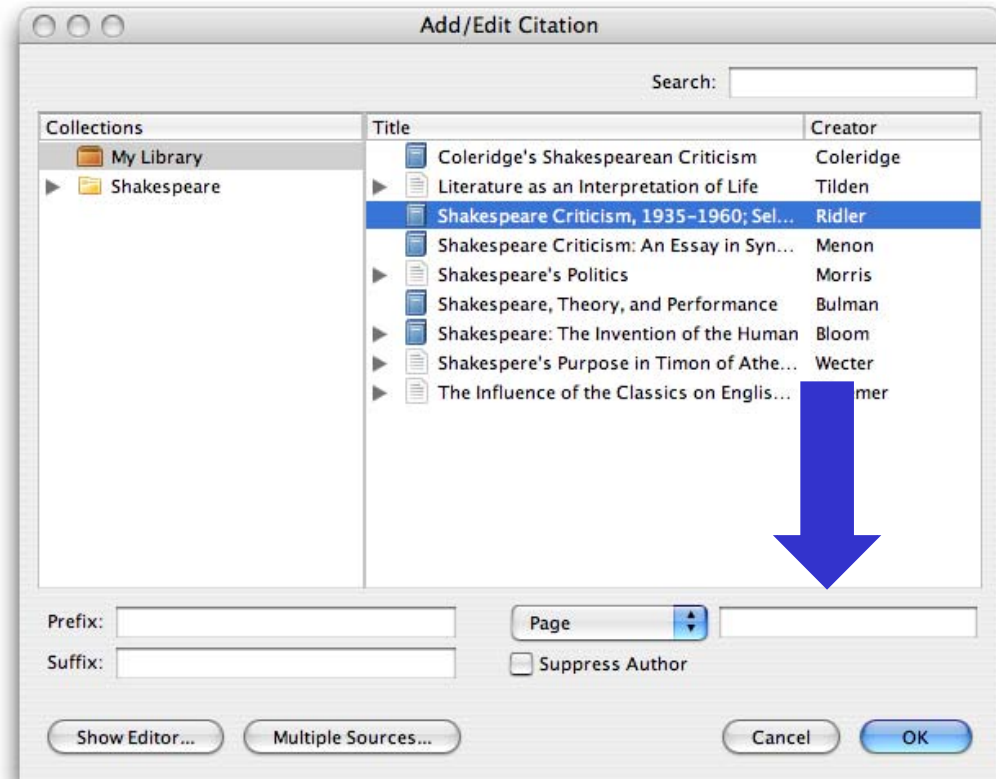 Add/Edit Citation
Search:
Collections
Title Creator
My Library
Shakespeare
Coleridge's Shakespearean Criticism Coleridge
Literature as an Interpretation of Life Tilden
Shakespeare Criticism, 1935–1960; Sel... Ridler
Shakespeare Criticism: An Essay in Syn... Menon
Shakespeare's Politics Morris
Shakespeare, Theory, and Performance Bulman
Shakespeare: The Invention of the Human Bloom
Shakespere's Purpose in Timon of Athe... Wecter
The Influence of the Classics on Englis...
Prefix:
Page
Suffix:
Suppress Author
Show Editor... Multiple Sources... Cancel OK